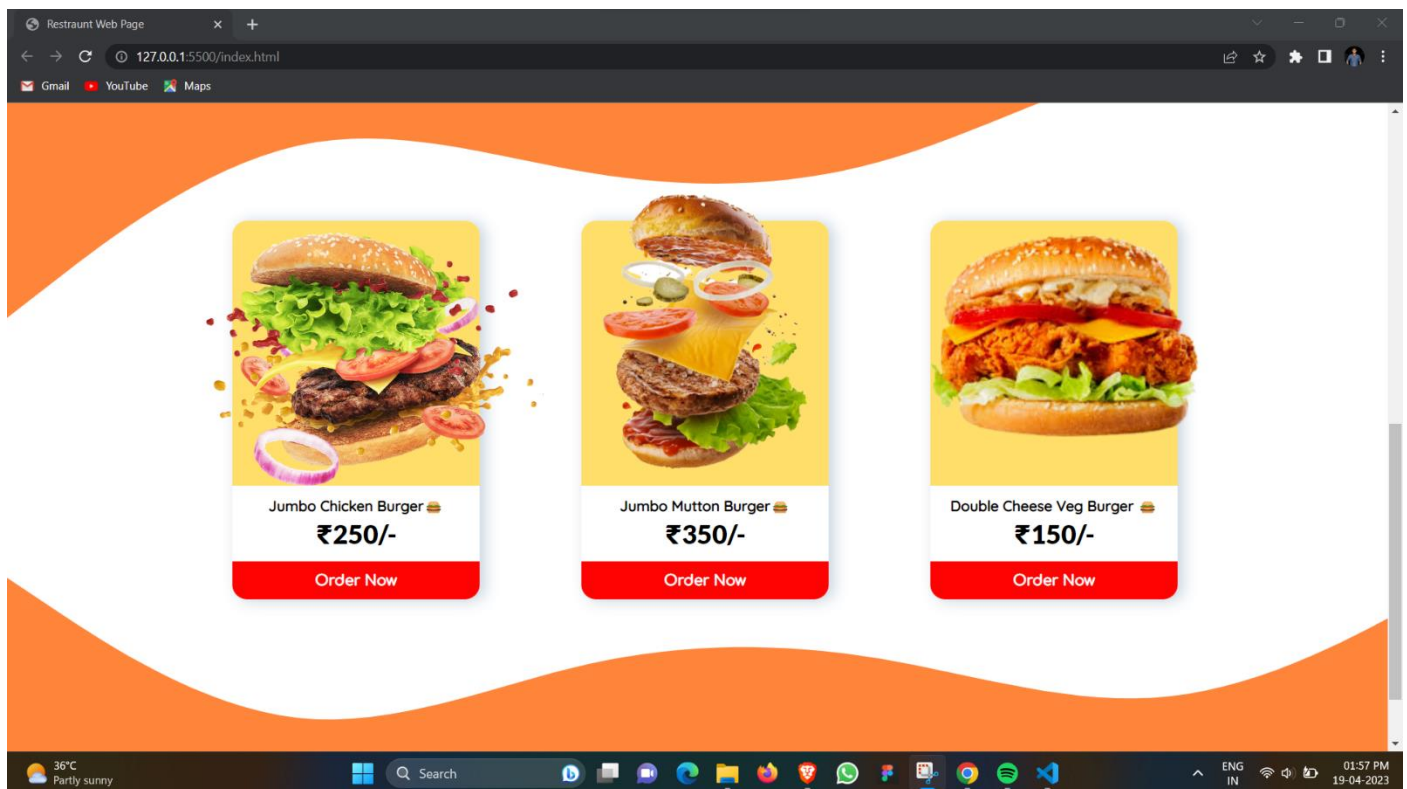 Restraunt Web Page
127.0.0.1:5500/index.html
Gmail YouTube Maps
Jumbo Chicken Burger🍔
₹250/-
Order Now
Jumbo Mutton Burger🍔
₹350/-
Order Now
Double Cheese Veg Burger 🍔
₹150/-
Order Now
36°C
Partly sunny
Search
ENG
IN
01:57 PM
19-04-2023